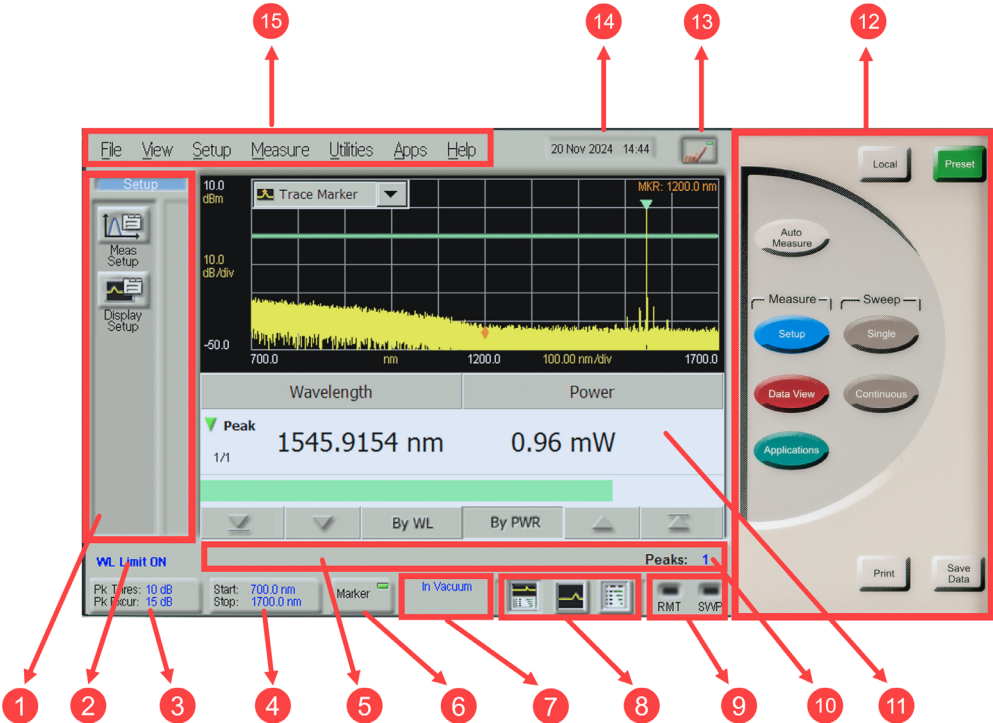 15
14
13
12
File View Setup Measure Utilities Apps Help
20 Nov 2024 14:44
Local
Preset
Setup
Meas
Setup
Display
Setup
10.0
dBm
Trace Marker
MKR: 1200.0 nm
10.0
dB/div
-50.0
700.0 nm 1200.0 100.00 nm/div 1700.0
Wavelength Power
Peak
1/1
1545.9154 nm 0.96 mW
By WL By PWR
Auto
Measure
Measure Sweep
Setup Single
Data View Continuous
Applications
Print
Save
Data
WL Limit ON
Peaks: 1
Pk Thres: 10 dB
Pk Excur: 15 dB
Start: 700.0 nm
Stop: 1700.0 nm
Marker
In Vacuum
RMT SWP
1 2 3 4 5 6 7 8 9 10 11